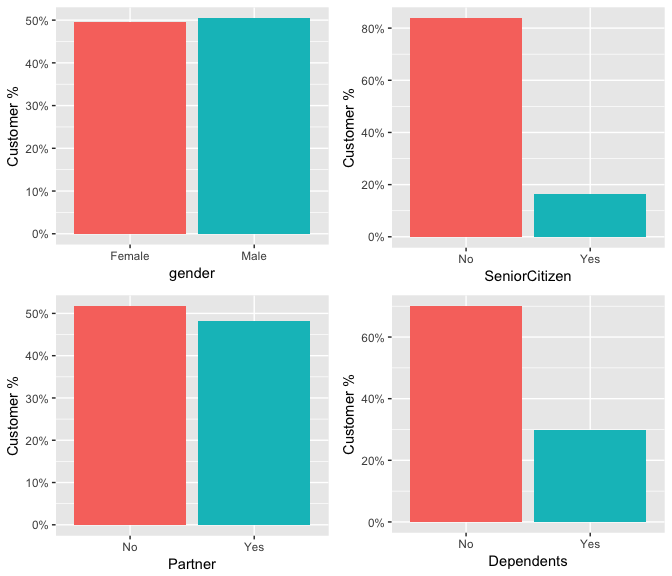 Customer %
50%
40%
30%
20%
10%
0%
Female Male
gender
Customer %
80%
60%
40%
20%
0%
No Yes
SeniorCitizen
Customer %
50%
40%
30%
20%
10%
0%
No Yes
Partner
Customer %
60%
40%
20%
0%
No Yes
Dependents